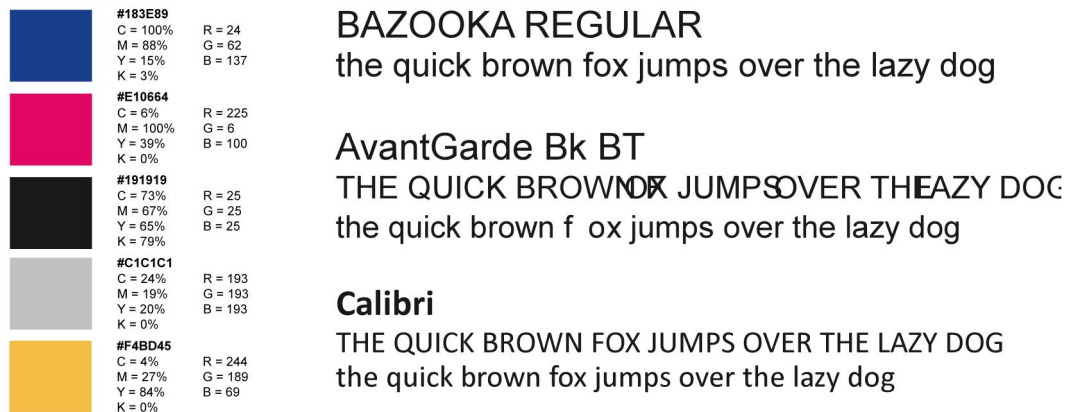 #183E89
C = 100% R = 24
M = 88% G = 62
Y = 15% B = 137
K = 3%
#E10664
C = 6% R = 225
M = 100% G = 6
Y = 39% B = 100
K = 0%
#191919
C = 73% R = 25
M = 67% G = 25
Y = 65% B = 25
K = 79%
#C1C1C1
C = 24% R = 193
M = 19% G = 193
Y = 20% B = 193
K = 0%
#F4BD45
C = 4% R = 244
M = 27% G = 189
Y = 84% B = 69
K = 0%
BAZOOKA REGULAR
the quick brown fox jumps over the lazy dog
AvantGarde Bk BT
THE QUICK BROWN FOX JUMPS OVER THE LAZY DOG
the quick brown f ox jumps over the lazy dog
Calibri
THE QUICK BROWN FOX JUMPS OVER THE LAZY DOG
the quick brown fox jumps over the lazy dog